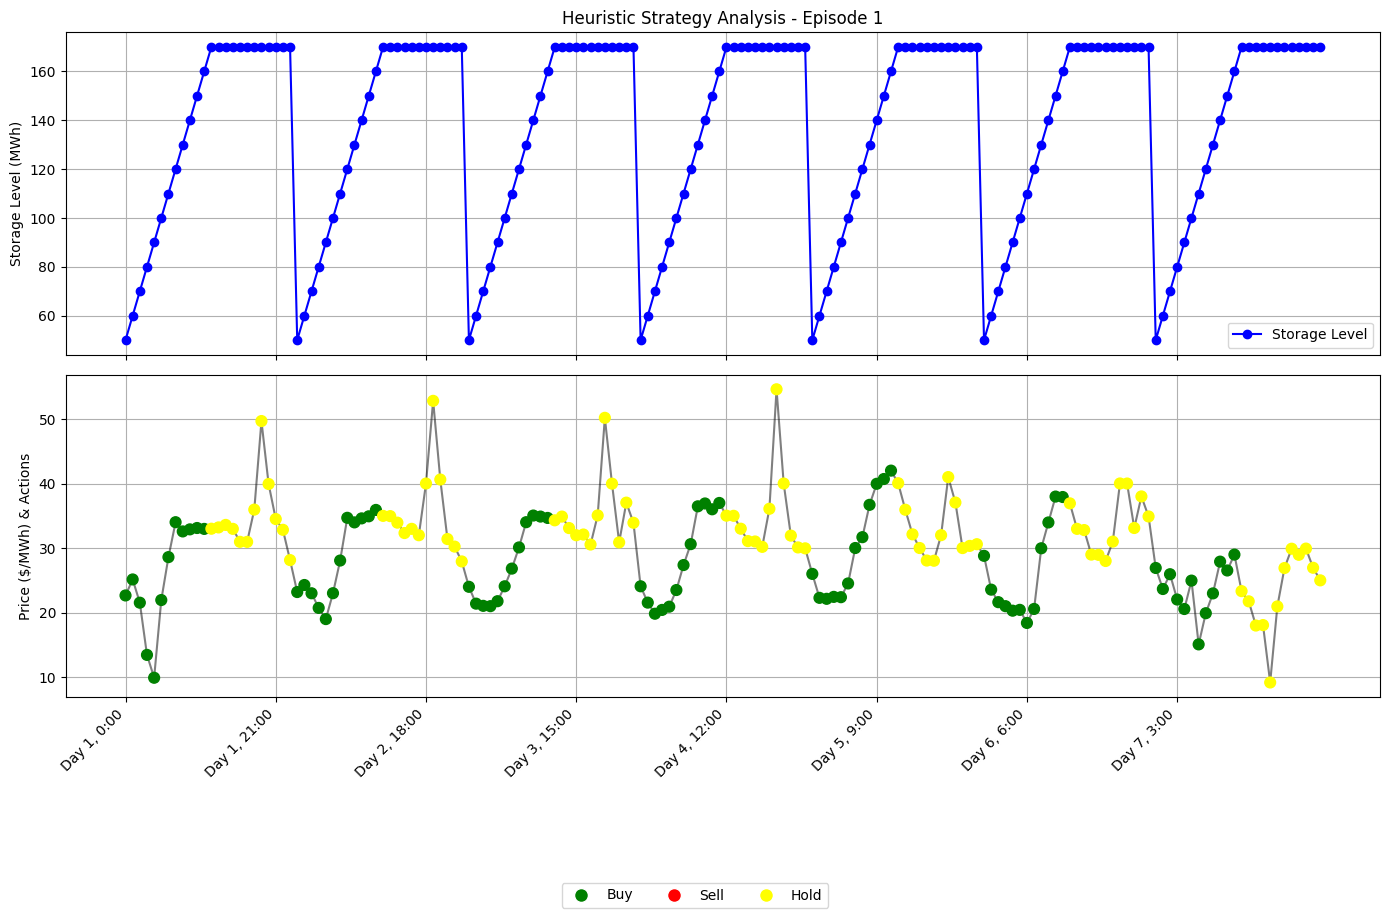 Heuristic Strategy Analysis - Episode 1
Storage Level (MWh)
160
140
120
100
80
60
Storage Level
Price ($/MWh) & Actions
50
40
30
20
10
Day 1, 0:00
Day 1, 21:00
Day 2, 18:00
Day 3, 15:00
Day 4, 12:00
Day 5, 9:00
Day 6, 6:00
Day 7, 3:00
Buy
Sell
Hold